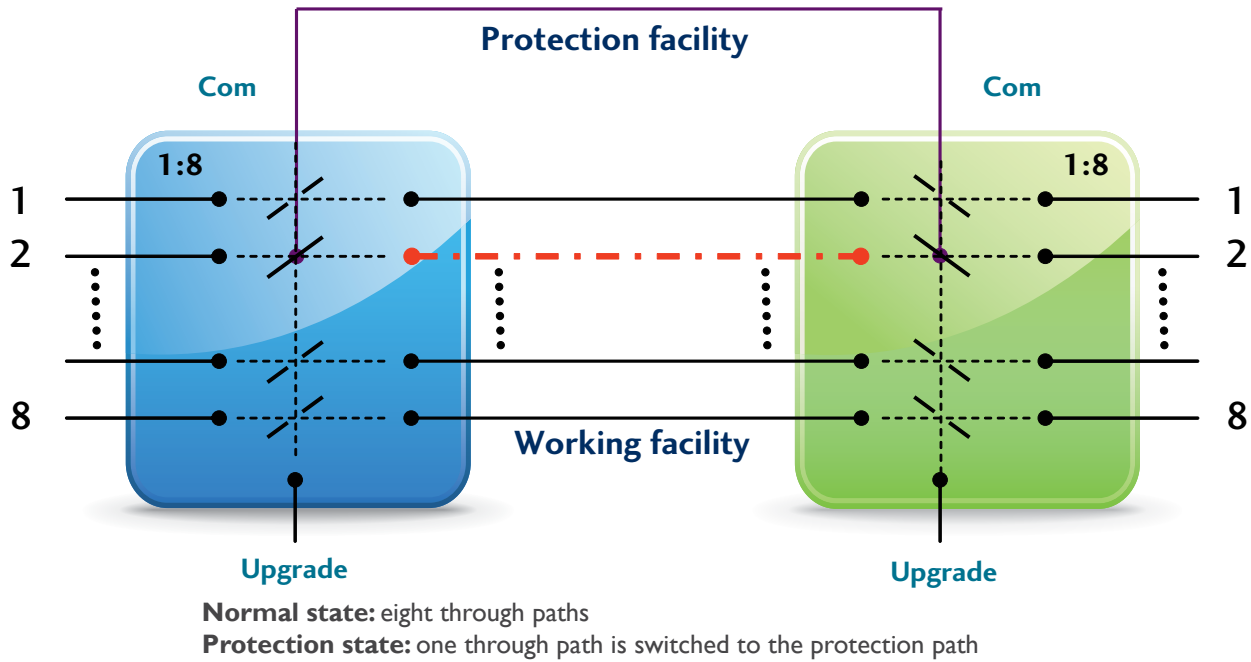 Protection facility
Com
Com
1:8
1:8
1
1
2
2
8
8
Working facility
Upgrade
Upgrade
Normal state: eight through paths
Protection state: one through path is switched to the protection path